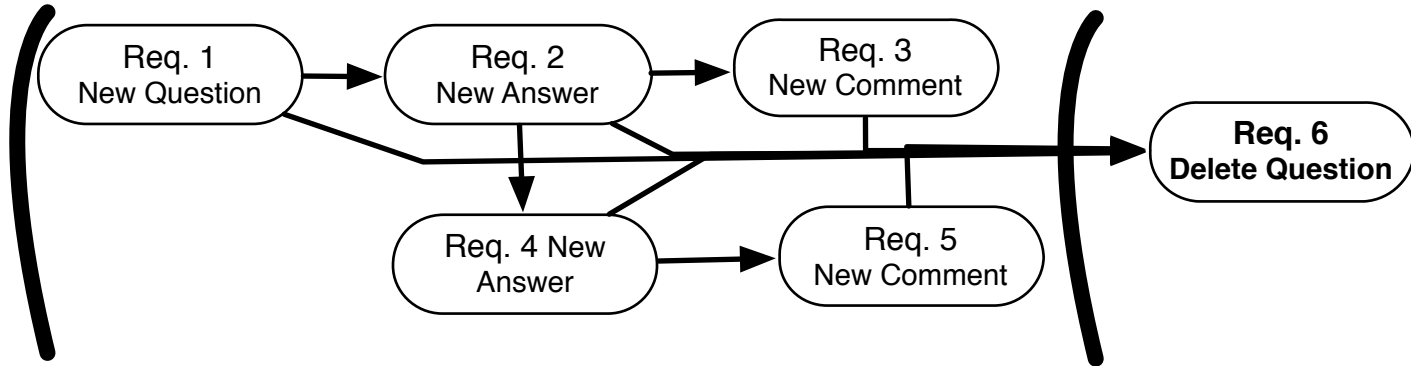 Req. 1
New Question
Req. 2
New Answer
Req. 3
New Comment
Req. 4 New
Answer
Req. 5
New Comment
Req. 6
Delete Question